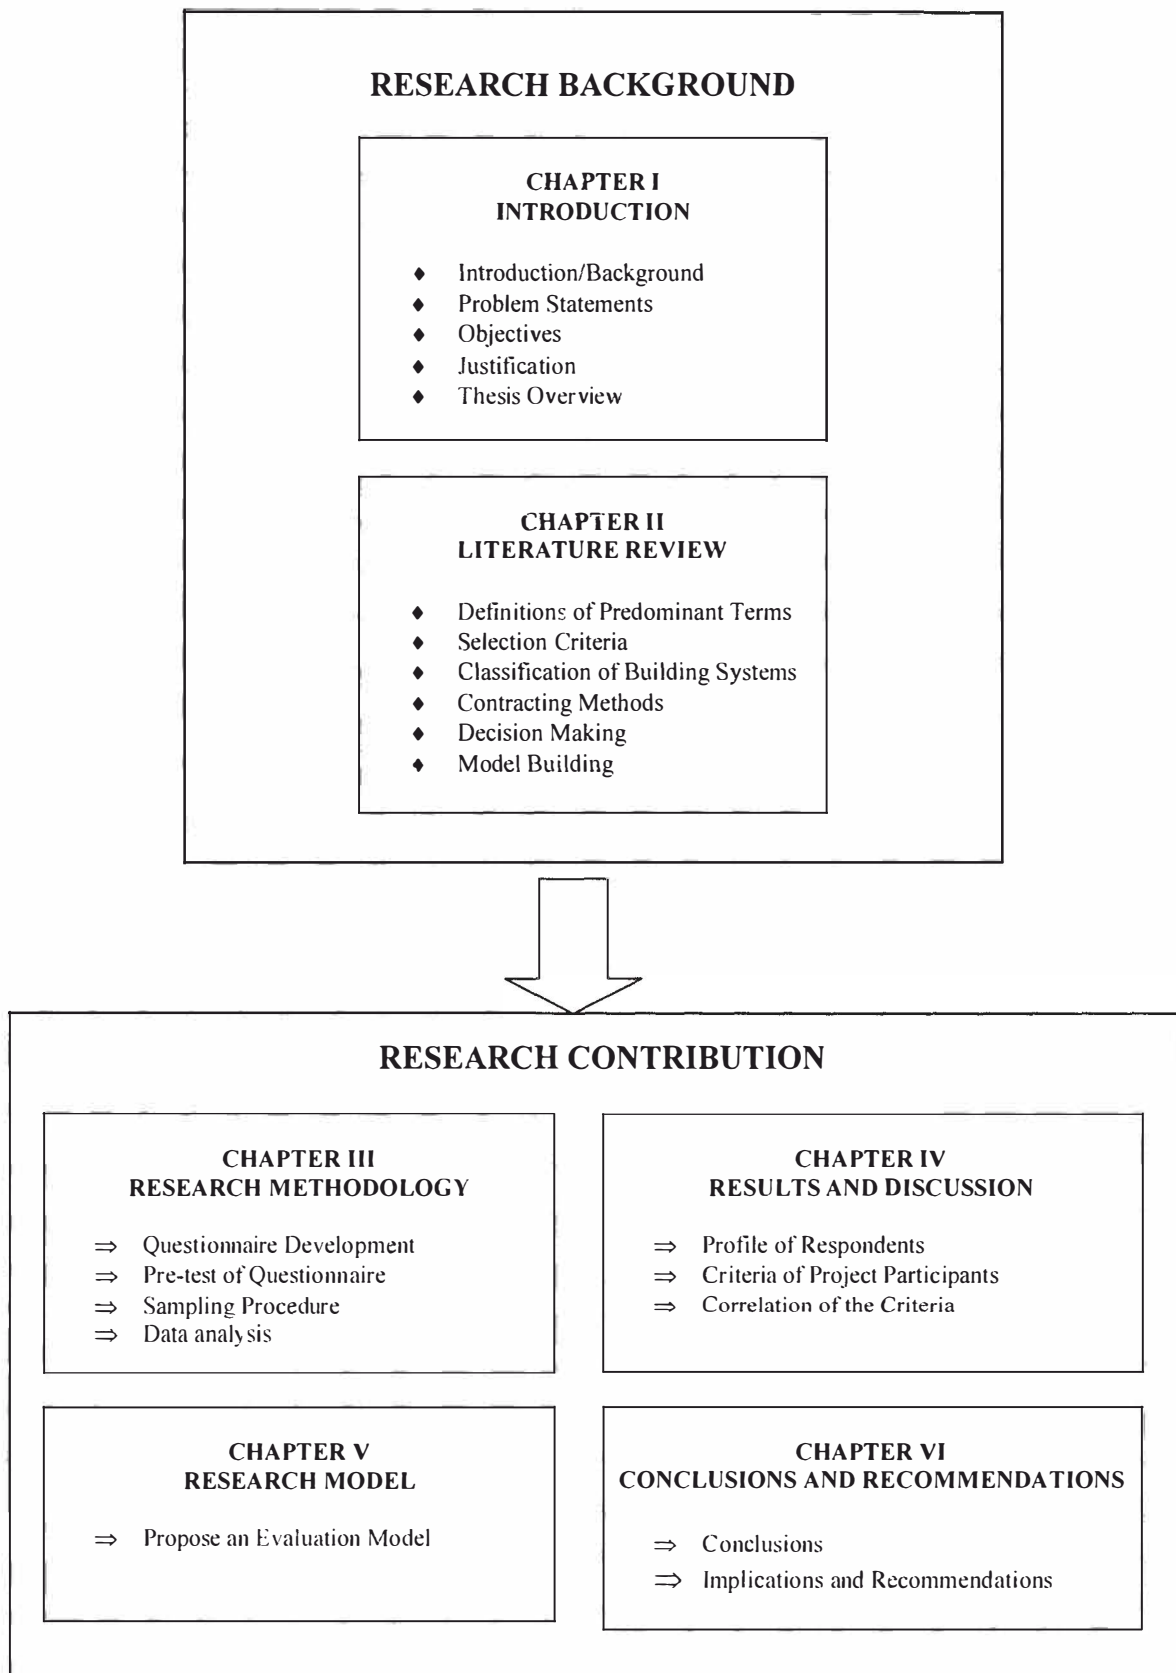 RESEARCH BACKGROUND
CHAPTER I
INTRODUCTION
♦ Introduction/Background
♦ Problem Statements
♦ Objectives
♦ Justification
♦ Thesis Overview
CHAPTER II
LITERATURE REVIEW
♦ Definitions of Predominant Terms
♦ Selection Criteria
♦ Classification of Building Systems
♦ Contracting Methods
♦ Decision Making
♦ Model Building
RESEARCH CONTRIBUTION
CHAPTER III
RESEARCH METHODOLOGY
⇒ Questionnaire Development
⇒ Pre-test of Questionnaire
⇒ Sampling Procedure
⇒ Data analysis
CHAPTER IV
RESULTS AND DISCUSSION
⇒ Profile of Respondents
⇒ Criteria of Project Participants
⇒ Correlation of the Criteria
CHAPTER V
RESEARCH MODEL
⇒ Propose an Evaluation Model
CHAPTER VI
CONCLUSIONS AND RECOMMENDATIONS
⇒ Conclusions
⇒ Implications and Recommendations